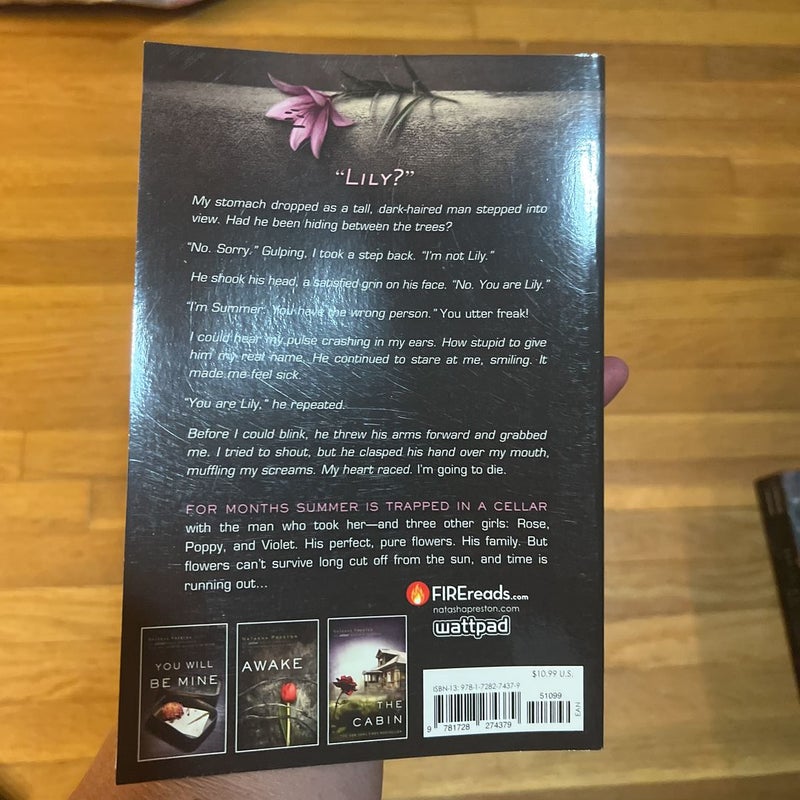 “LILY?”
My stomach dropped as a tall, dark-haired man stepped into
view. Had he been hiding between the trees?
“No. Sorry.” Gulping, I took a step back. “I'm not Lily.”
He shook his head, a satisfied grin on his face. “No. You are Lily.”
“I'm Summer. You have the wrong person.” You utter freak!
I could hear my pulse crashing in my ears. How stupid to give
him my real name. He continued to stare at me, smiling. It
made me feel sick.
“You are Lily,” he repeated.
Before I could blink, he threw his arms forward and grabbed
me. I tried to shout, but he clasped his hand over my mouth,
muffling my screams. My heart raced. I'm going to die.
FOR MONTHS SUMMER IS TRAPPED IN A CELLAR
with the man who took her—and three other girls: Rose,
Poppy, and Violet. His perfect, pure flowers. His family. But
flowers can't survive long cut off from the sun, and time is
running out...
FIREreads.com
natashapreston.com
wattpad
NATASHA PRESTON
YOU WILL
BE MINE
NATASHA PRESTON
AWAKE
NATASHA PRESTON
THE
CABIN
$10.99 U.S.
ISBN-13: 978-1-7282-7437-9
51099
9 781728 274379
EAN